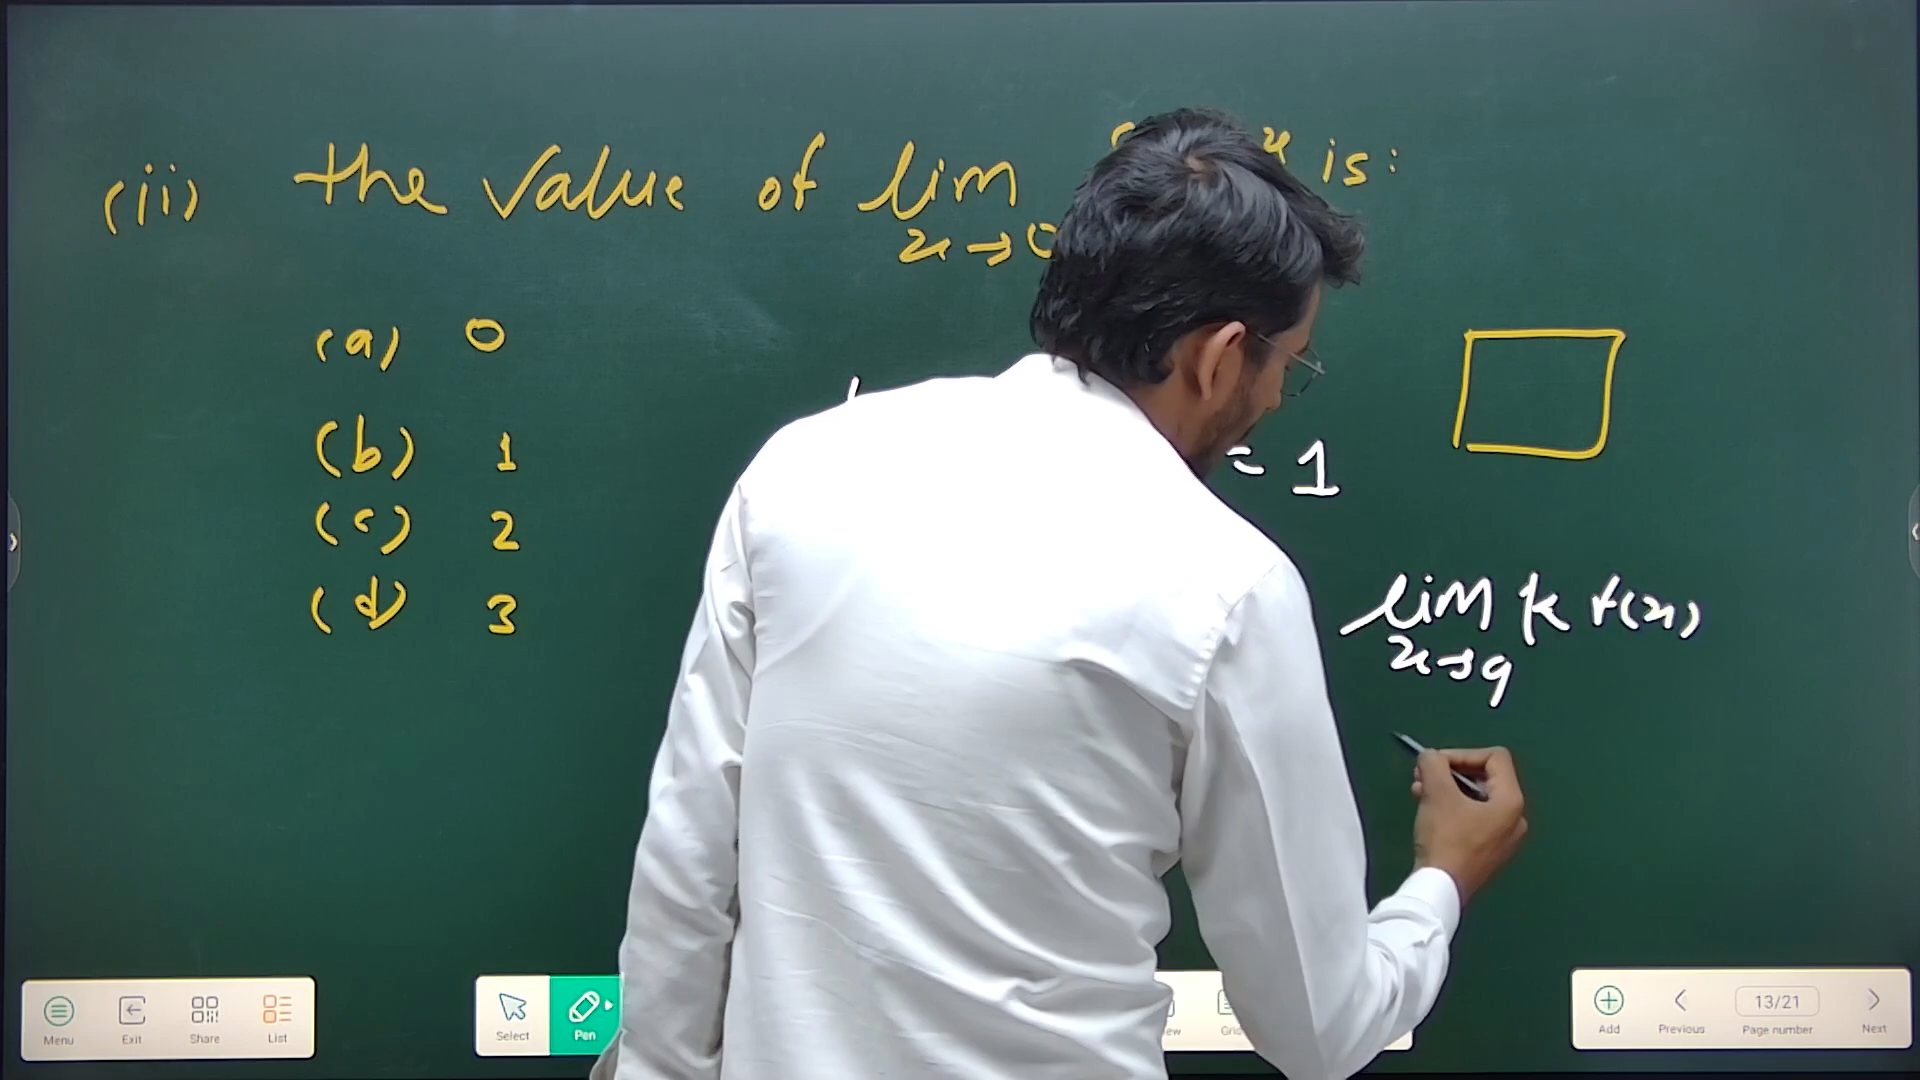 (ii) the value of lim x is:
x→0
(a) 0
(b) 1
= 1
(c) 2
(d) 3
lim k f(x)
x→a
Menu Exit Share List Select Pen Add Previous 13/21 Page number Next